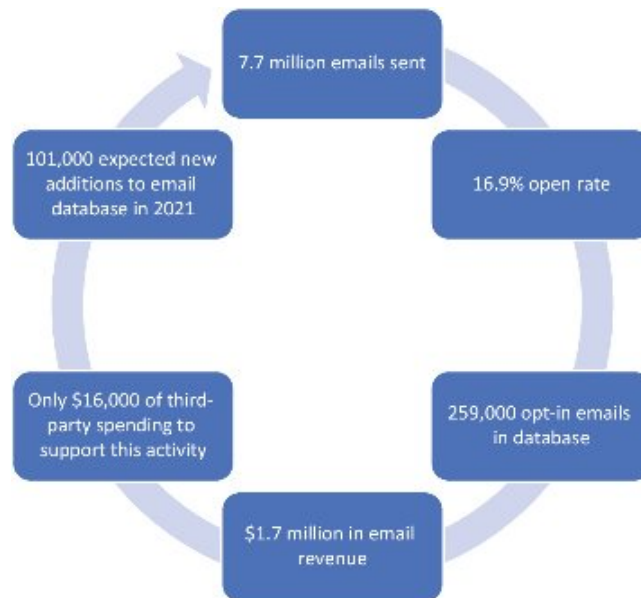 7.7 million emails sent
16.9% open rate
259,000 opt-in emails
in database
$1.7 million in email
revenue
Only $16,000 of third-
party spending to
support this activity
101,000 expected new
additions to email
database in 2021